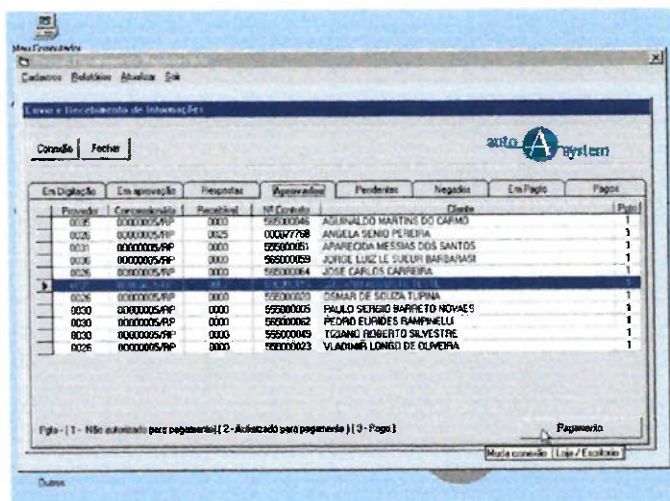 Meu Computador
Cadastros Relatórios Atualizar Sair
Envio e Recebimento de Informações
Conexão Fechar
auto A system
Em Digitação Em aprovação Respostas Aprovados Pendentes Negados Em Pagto Pagos
Provedor Concessionária Recebível Nº Contrato Cliente Pgto
0035 00000005/RP 0000 565000046 AGUINALDO MARTINS DO CARMO 1
0026 00000005/RP 0025 000097768 ANGELA SENIO PEREIRA 1
0031 00000005/RP 0000 555000051 APARECIDA MESSIAS DOS SANTOS 1
0030 00000005/RP 0000 565000059 JORGE LUIZ LE SUEUR BARBARASI 1
0026 00000005/RP 0000 565000064 JOSE CARLOS CARREIRA 1
0026 00000005/RP 0000 555000020 OSMAR DE SOUZA TUPINA 1
0030 00000005/RP 0000 555000005 PAULO SERGIO BARRETO NOVAES 1
0030 00000005/RP 0000 565000062 PEDRO EURIDES RAMPINELLI 1
0030 00000005/RP 0000 555000049 TIZIANO ROBERTO SILVESTRE 1
0026 00000005/RP 0000 555000023 VLADIMIR LONGO DE OLIVEIRA 1
Pgto - [ 1 - Não autorizado para pagamento] [ 2 - Autorizado para pagamento ] [ 3 - Pago ]
Pagamento
Muda conexão [ Loja / Escritorio ]
Outros